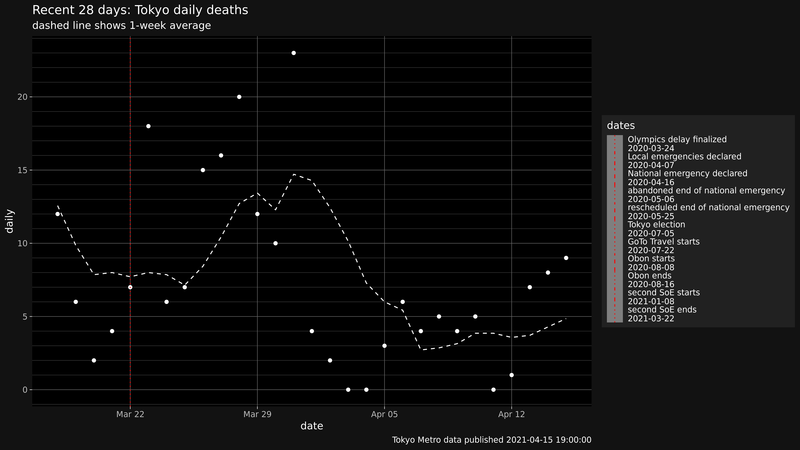 Recent 28 days: Tokyo daily deaths
dashed line shows 1-week average
daily
20
15
10
5
0
Mar 22
Mar 29
Apr 05
Apr 12
date
Tokyo Metro data published 2021-04-15 19:00:00
dates
Olympics delay finalized
2020-03-24
Local emergencies declared
2020-04-07
National emergency declared
2020-04-16
abandoned end of national emergency
2020-05-06
rescheduled end of national emergency
2020-05-25
Tokyo election
2020-07-05
GoTo Travel starts
2020-07-22
Obon starts
2020-08-08
Obon ends
2020-08-16
second SoE starts
2021-01-08
second SoE ends
2021-03-22